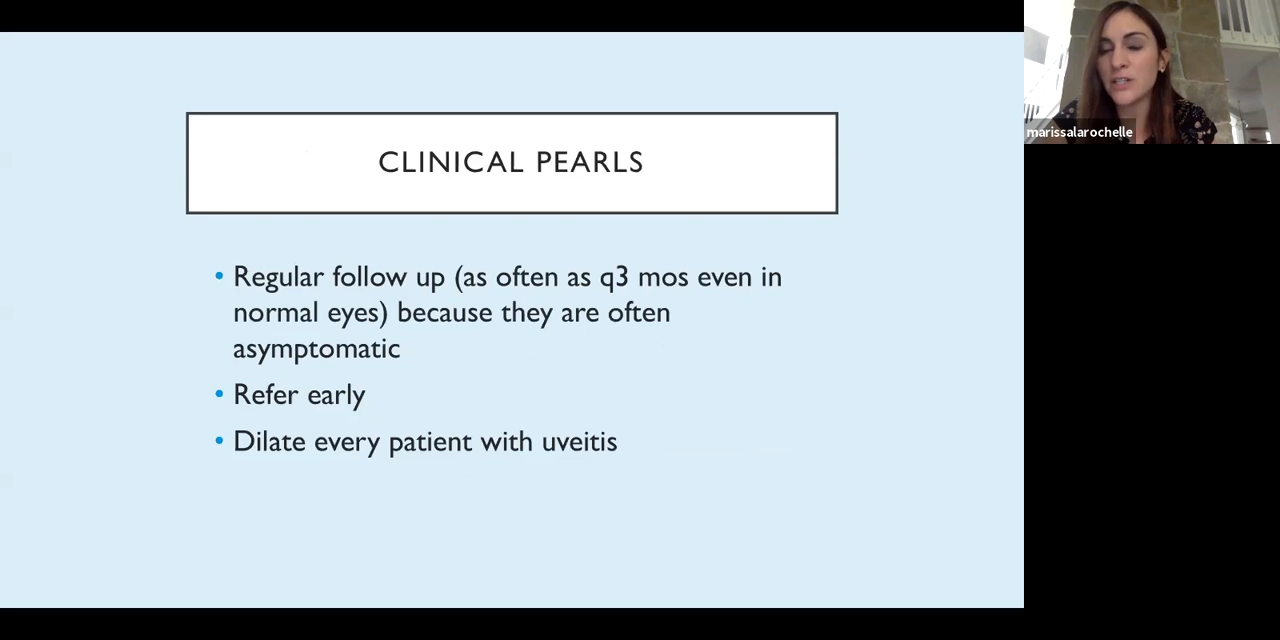 CLINICAL PEARLS
• Regular follow up (as often as q3 mos even in
normal eyes) because they are often
asymptomatic
• Refer early
• Dilate every patient with uveitis
marissalarochelle